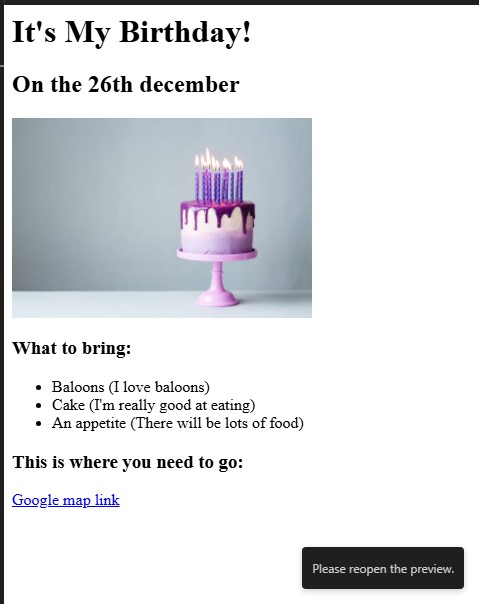 It's My Birthday!
On the 26th december
What to bring:
Baloons (I love baloons)
Cake (I'm really good at eating)
An appetite (There will be lots of food)
This is where you need to go:
Google map link
Please reopen the preview.